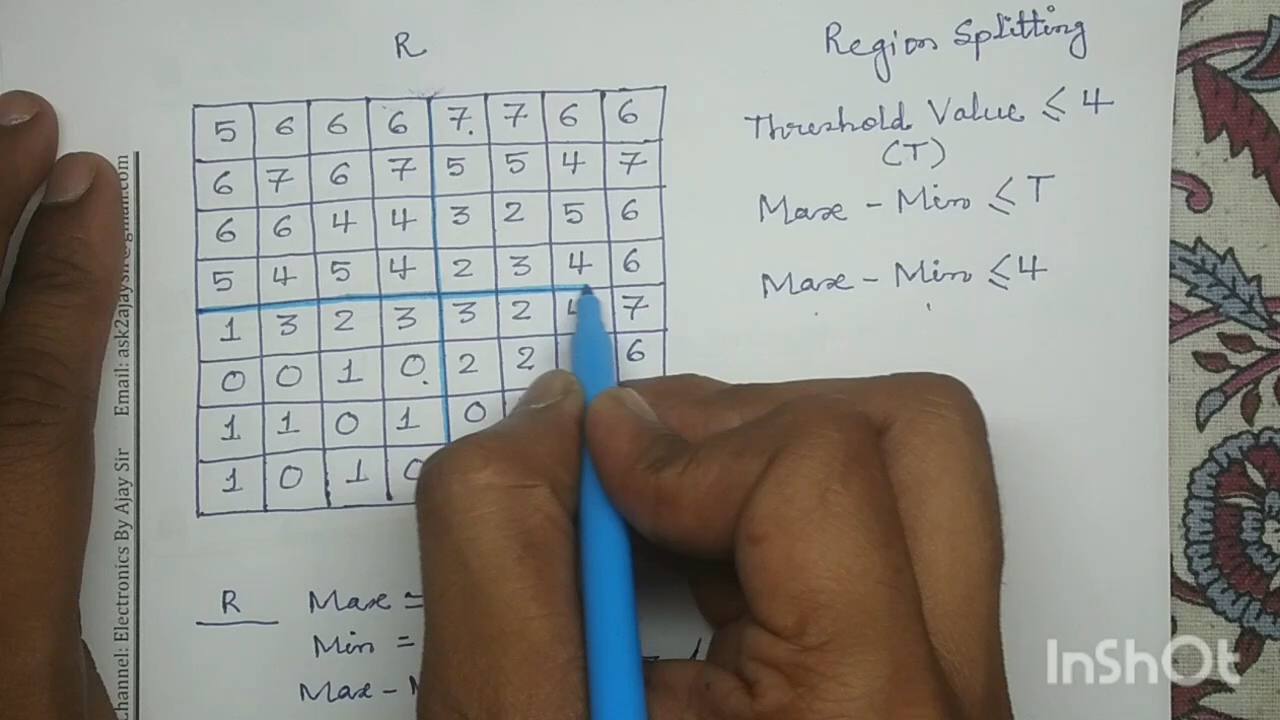 R
Region Splitting
5 6 6 6 7 7 6 6
6 7 6 7 5 5 4 7
6 6 4 4 3 2 5 6
5 4 5 4 2 3 4 6
1 3 2 3 3 2 4 7
0 0 1 0 2 2 6
1 1 0 1 0
1 0 1 0
Threshold Value ≤ 4
(T)
Max - Min ≤ T
Max - Min ≤ 4
R Max =
Min =
Max -
Channel: Electronics By Ajay Sir Email: ask2ajaysir@gmail.com
InShOt